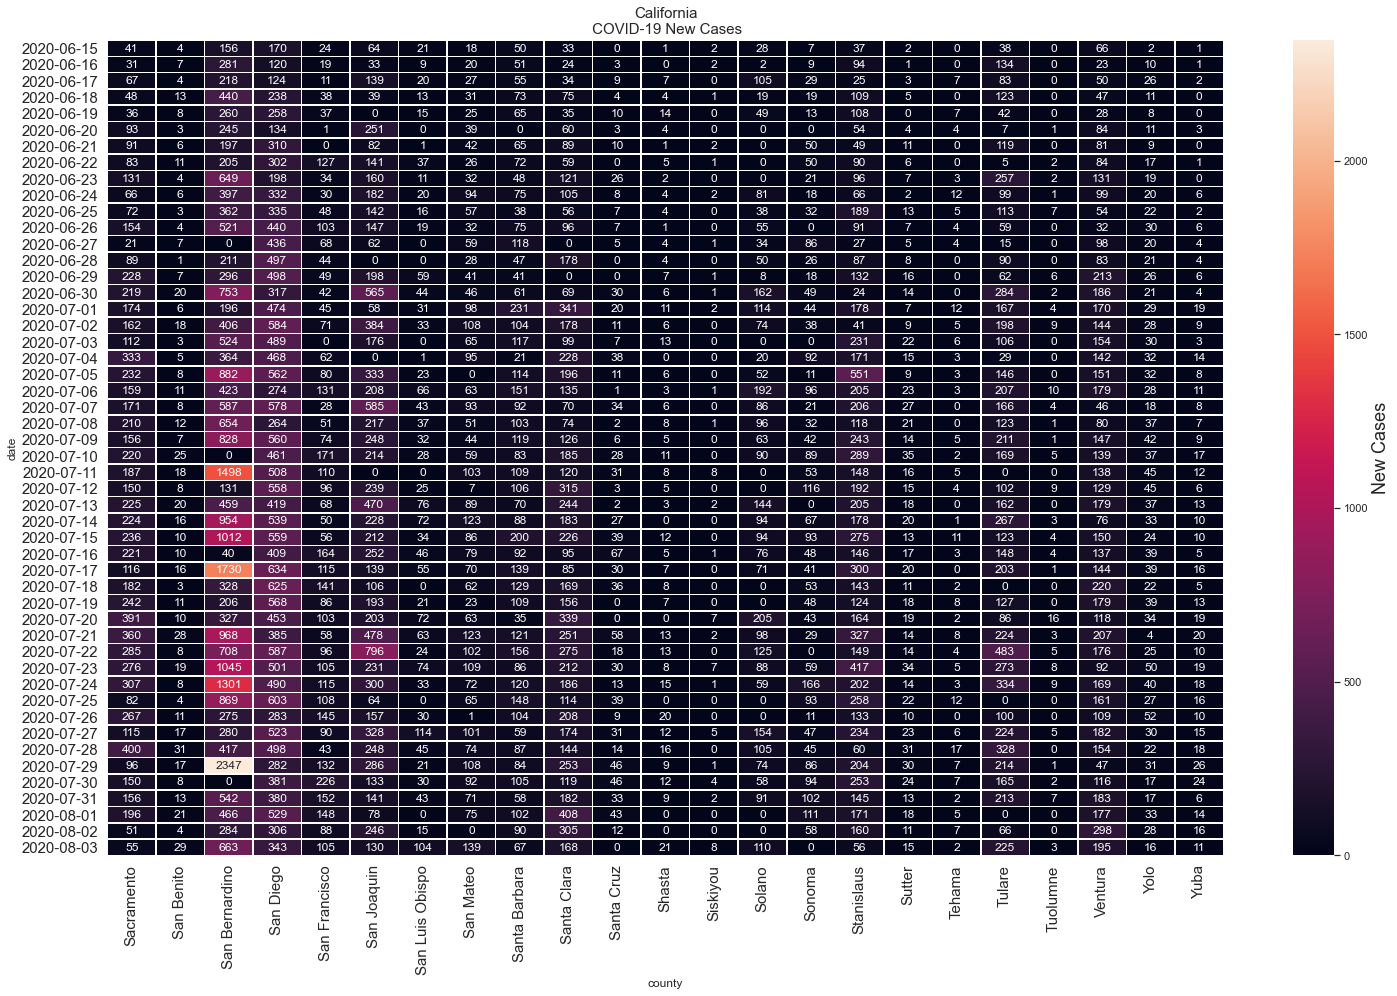 California
COVID-19 New Cases
2020-06-15 41 4 156 170 24 64 21 18 50 33 0 1 2 28 7 37 2 0 38 0 66 2 1
2020-06-16 31 7 281 120 19 33 9 20 51 24 3 0 2 2 9 94 1 0 134 0 23 10 1
2020-06-17 67 4 218 124 11 139 20 27 55 34 9 7 0 105 29 25 3 7 83 0 50 26 2
2020-06-18 48 13 440 238 38 39 13 31 73 75 4 4 1 19 19 109 5 0 123 0 47 11 0
2020-06-19 36 8 260 258 37 0 15 25 65 35 10 14 0 49 13 108 0 7 42 0 28 8 0
2020-06-20 93 3 245 134 1 251 0 39 0 60 3 4 0 0 0 54 4 4 7 1 84 11 3
2020-06-21 91 6 197 310 0 82 1 42 65 89 10 1 2 0 50 49 11 0 119 0 81 9 0
2020-06-22 83 11 205 302 127 141 37 26 72 59 0 5 1 0 50 90 6 0 5 2 84 17 1
2020-06-23 131 4 649 198 34 160 11 32 48 121 26 2 0 0 21 96 7 3 257 2 131 19 0
2020-06-24 66 6 397 332 30 182 20 94 75 105 8 4 2 81 18 66 2 12 99 1 99 20 6
2020-06-25 72 3 362 335 48 142 16 57 38 56 7 4 0 38 32 189 13 5 113 7 54 22 2
2020-06-26 154 4 521 440 103 147 19 32 75 96 7 1 0 55 0 91 7 4 59 0 32 30 6
2020-06-27 21 7 0 436 68 62 0 59 118 0 5 4 1 34 86 27 5 4 15 0 98 20 4
2020-06-28 89 1 211 497 44 0 0 28 47 178 0 4 0 50 26 87 8 0 90 0 83 21 4
2020-06-29 228 7 296 498 49 198 59 41 41 0 0 7 1 8 18 132 16 0 62 6 213 26 6
2020-06-30 219 20 753 317 42 565 44 46 61 69 30 6 1 162 49 24 14 0 284 2 186 21 4
2020-07-01 174 6 196 474 45 58 31 98 231 341 20 11 2 114 44 178 7 12 167 4 170 29 19
2020-07-02 162 18 406 584 71 384 33 108 104 178 11 6 0 74 38 41 9 5 198 9 144 28 9
2020-07-03 112 3 524 489 0 176 0 65 117 99 7 13 0 0 0 231 22 6 106 0 154 30 3
2020-07-04 333 5 364 468 62 0 1 95 21 228 38 0 0 20 92 171 15 3 29 0 142 32 14
2020-07-05 232 8 882 562 80 333 23 0 114 196 11 6 0 52 11 551 9 3 146 0 151 32 8
2020-07-06 159 11 423 274 131 208 66 63 151 135 1 3 1 192 96 205 23 3 207 10 179 28 11
2020-07-07 171 8 587 578 28 585 43 93 92 70 34 6 0 86 21 206 27 0 166 4 46 18 8
2020-07-08 210 12 654 264 51 217 37 51 103 74 2 8 1 96 32 118 21 0 123 1 80 37 7
2020-07-09 156 7 828 560 74 248 32 44 119 126 6 5 0 63 42 243 14 5 211 1 147 42 9
2020-07-10 220 25 0 461 171 214 28 59 83 185 28 11 0 90 89 289 35 2 169 5 139 37 17
2020-07-11 187 18 1498 508 110 0 0 103 109 120 31 8 8 0 53 148 16 5 0 0 138 45 12
2020-07-12 150 8 131 558 96 239 25 7 106 315 3 5 0 0 116 192 15 4 102 9 129 45 6
2020-07-13 225 20 459 419 68 470 76 89 70 244 2 3 2 144 0 205 18 0 162 0 179 37 13
2020-07-14 224 16 954 539 50 228 72 123 88 183 27 0 0 94 67 178 20 1 267 3 76 33 10
2020-07-15 236 10 1012 559 56 212 34 86 200 226 39 12 0 94 93 275 13 11 123 4 150 24 10
2020-07-16 221 10 40 409 164 252 46 79 92 95 67 5 1 76 48 146 17 3 148 4 137 39 5
2020-07-17 116 16 1730 634 115 139 55 70 139 85 30 7 0 71 41 300 20 0 203 1 144 39 16
2020-07-18 182 3 328 625 141 106 0 62 129 169 36 8 0 0 53 143 11 2 0 0 220 22 5
2020-07-19 242 11 206 568 86 193 21 23 109 156 0 7 0 0 48 124 18 8 127 0 179 39 13
2020-07-20 391 10 327 453 103 203 72 63 35 339 0 0 7 205 43 164 19 2 86 16 118 34 19
2020-07-21 360 28 968 385 58 478 63 123 121 251 58 13 2 98 29 327 14 8 224 3 207 4 20
2020-07-22 285 8 708 587 96 796 24 102 156 275 18 13 0 125 0 149 14 4 483 5 176 25 10
2020-07-23 276 19 1045 501 105 231 74 109 86 212 30 8 7 88 59 417 34 5 273 8 92 50 19
2020-07-24 307 8 1301 490 115 300 33 72 120 186 13 15 1 59 166 202 14 3 334 9 169 40 18
2020-07-25 82 4 869 603 108 64 0 65 148 114 39 0 0 0 93 258 22 12 0 0 161 27 16
2020-07-26 267 11 275 283 145 157 30 1 104 208 9 20 0 0 11 133 10 0 100 0 109 52 10
2020-07-27 115 17 280 523 90 328 114 101 59 174 31 12 5 154 47 234 23 6 224 5 182 30 15
2020-07-28 400 31 417 498 43 248 45 74 87 144 14 16 0 105 45 60 31 17 328 0 154 22 18
2020-07-29 96 17 2347 282 132 286 21 108 84 253 46 9 1 74 86 204 30 7 214 1 47 31 26
2020-07-30 150 8 0 381 226 133 30 92 105 119 46 12 4 58 94 253 24 7 165 2 116 17 24
2020-07-31 156 13 542 380 152 141 43 71 58 182 33 9 2 91 102 145 13 2 213 7 183 17 6
2020-08-01 196 21 466 529 148 78 0 75 102 408 43 0 0 0 111 171 18 5 0 0 177 33 14
2020-08-02 51 4 284 306 88 246 15 0 90 305 12 0 0 0 58 160 11 7 66 0 298 28 16
2020-08-03 55 29 663 343 105 130 104 139 67 168 0 21 8 110 0 56 15 2 225 3 195 16 11
date
Sacramento San Benito San Bernardino San Diego San Francisco San Joaquin San Luis Obispo San Mateo Santa Barbara Santa Clara Santa Cruz Shasta Siskiyou Solano Sonoma Stanislaus Sutter Tehama Tulare Tuolumne Ventura Yolo Yuba
county
2000
1500
1000
500
0
New Cases